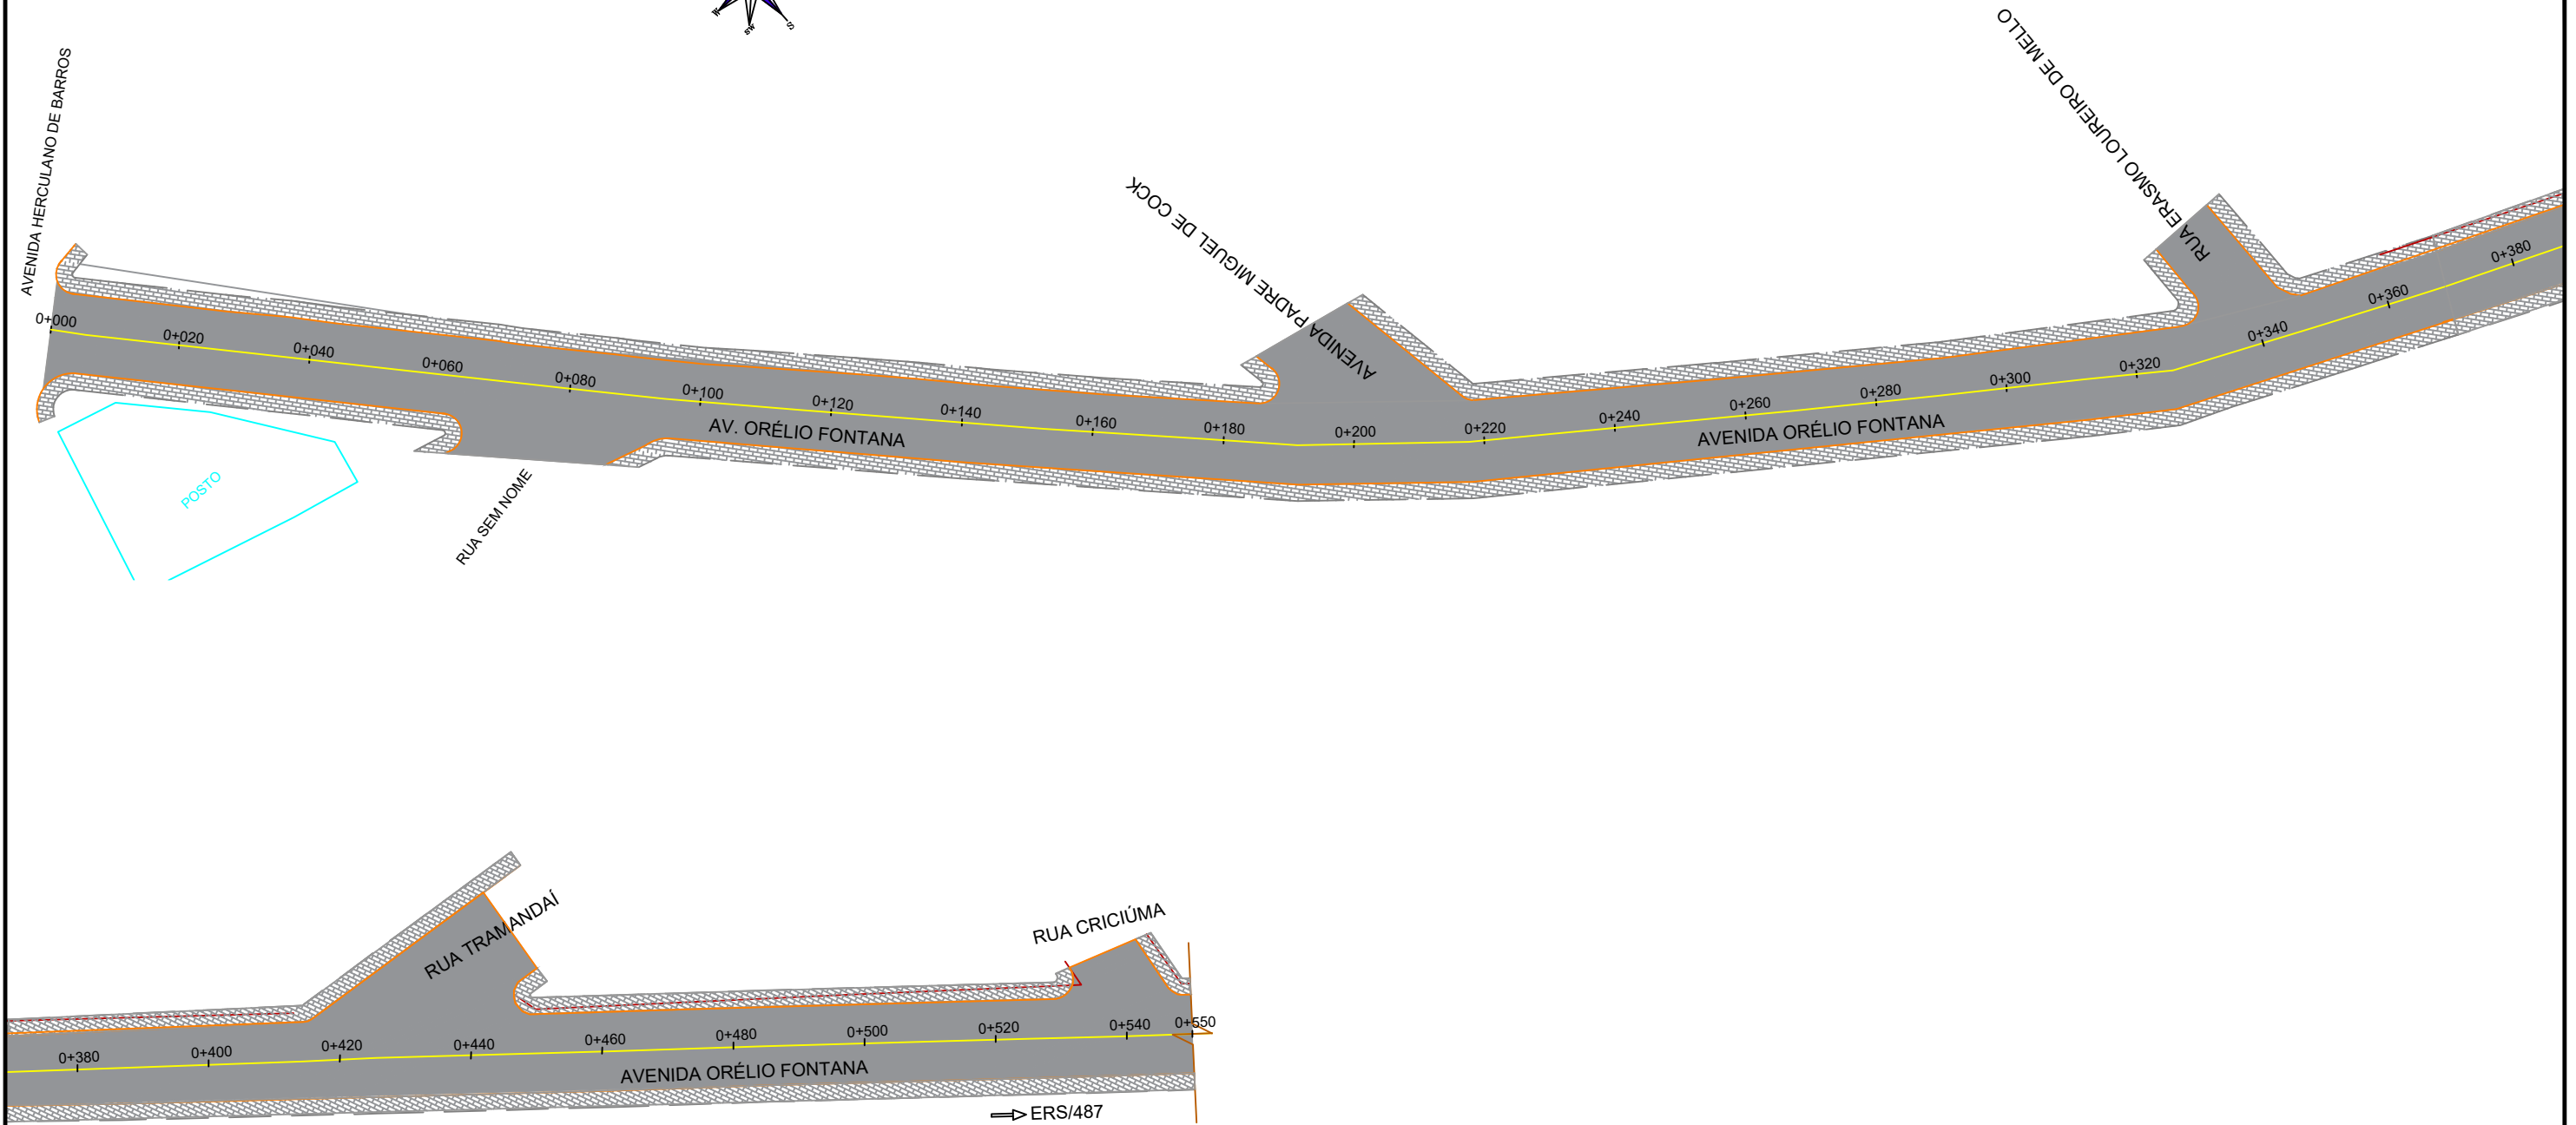 W
SW
S
AVENIDA HERCULANO DE BARROS
AVENIDA PADRE MIGUEL DE COCK
RUA ERASMO LOUREIRO DE MELLO
0+000
0+020
0+040
0+060
0+080
0+100
0+120
0+140
0+160
0+180
0+200
0+220
0+240
0+260
0+280
0+300
0+320
0+340
0+360
0+380
AV. ORÉLIO FONTANA
AVENIDA ORÉLIO FONTANA
POSTO
RUA SEM NOME
RUA TRAMANDAÍ
RUA CRICIÚMA
0+380
0+400
0+420
0+440
0+460
0+480
0+500
0+520
0+540
0+550
AVENIDA ORÉLIO FONTANA
ERS/487